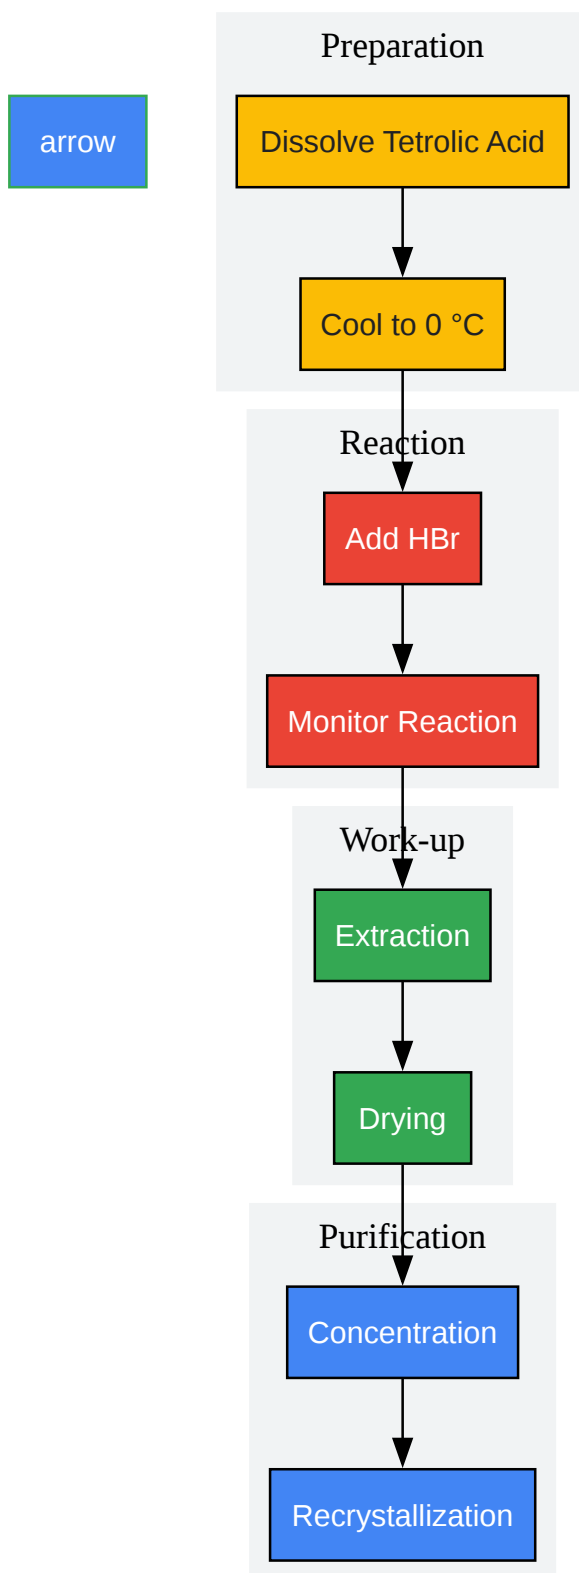 Preparation
arrow
Dissolve Tetrolic Acid
Cool to 0 °C
Reaction
Add HBr
Monitor Reaction
Work-up
Extraction
Drying
Purification
Concentration
Recrystallization